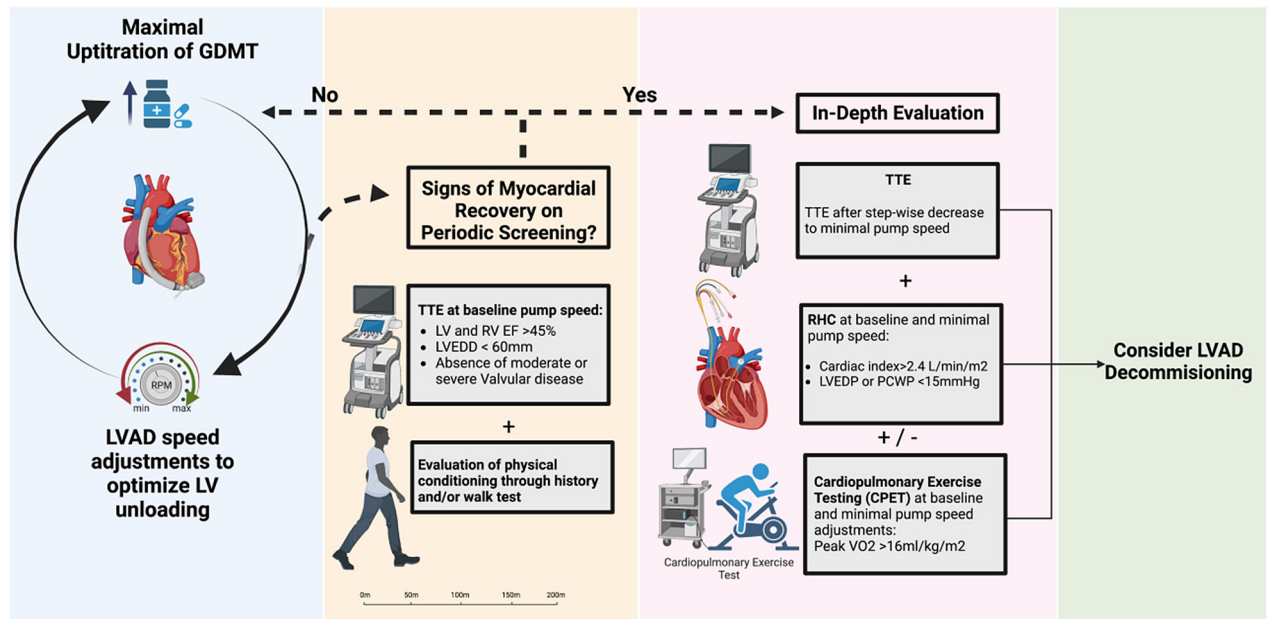 Maximal
Uptitration of GDMT
RPM
min
max
LVAD speed
adjustments to
optimize LV
unloading
No
Yes
Signs of Myocardial
Recovery on
Periodic Screening?
TTE at baseline pump speed:
• LV and RV EF >45%
• LVEDD < 60mm
• Absence of moderate or
severe Valvular disease
+
Evaluation of physical
conditioning through history
and/or walk test
0m
50m
100m
150m
200m
In-Depth Evaluation
TTE
TTE after step-wise decrease
to minimal pump speed
+
RHC at baseline and minimal
pump speed:
• Cardiac index>2.4 L/min/m2
• LVEDP or PCWP <15mmHg
+ / -
Cardiopulmonary Exercise
Testing (CPET) at baseline
and minimal pump speed
adjustments:
Peak VO2 >16ml/kg/m2
Cardiopulmonary Exercise
Test
Consider LVAD
Decommisioning